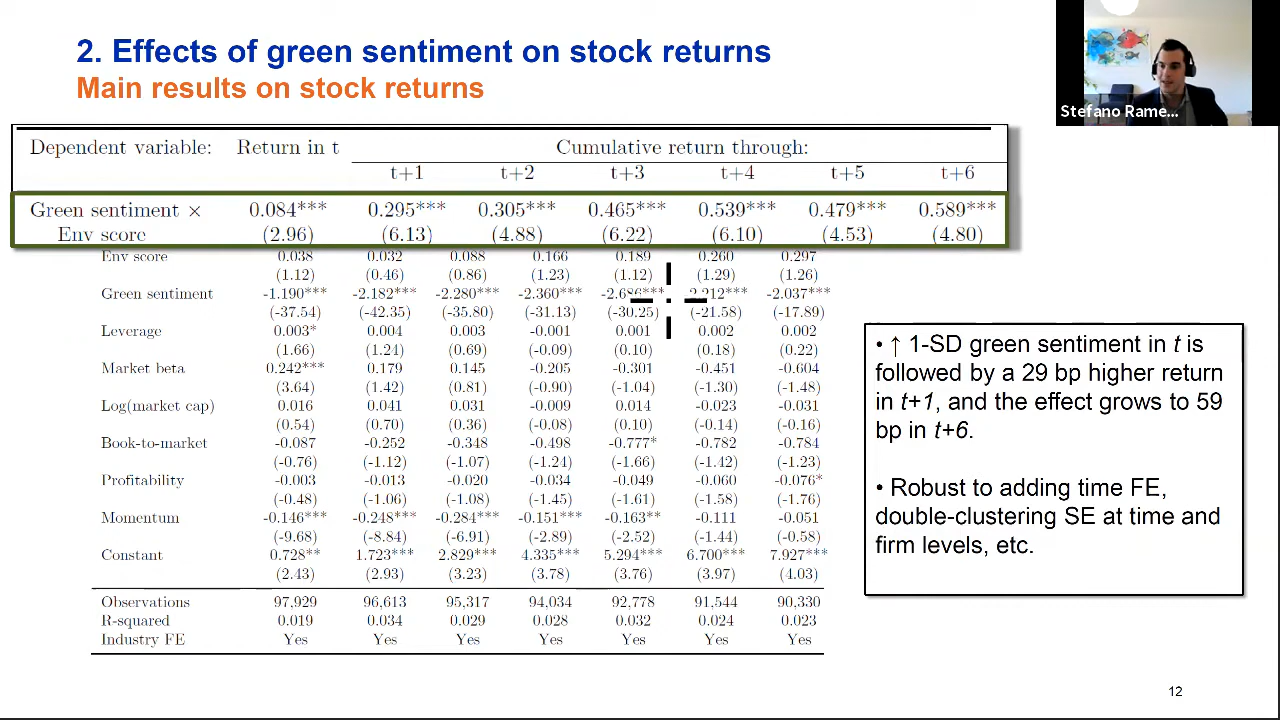 2. Effects of green sentiment on stock returns
Main results on stock returns
Stefano Rame...
Dependent variable: Return in t Cumulative return through:
t+1 t+2 t+3 t+4 t+5 t+6
Green sentiment × 0.084*** 0.295*** 0.305*** 0.465*** 0.539*** 0.479*** 0.589***
Env score (2.96) (6.13) (4.88) (6.22) (6.10) (4.53) (4.80)
Env score 0.038 0.032 0.088 0.166 0.189 0.260 0.297
(1.12) (0.46) (0.86) (1.23) (1.12) (1.29) (1.26)
Green sentiment -1.190*** -2.182*** -2.280*** -2.360*** -2.686*** 2.212*** -2.037***
(-37.54) (-42.35) (-35.80) (-31.13) (-30.25) (-21.58) (-17.89)
Leverage 0.003* 0.004 0.003 -0.001 0.001 0.002 0.002
(1.66) (1.24) (0.69) (-0.09) (0.10) (0.18) (0.22)
Market beta 0.242*** 0.179 0.145 -0.205 -0.301 -0.451 -0.604
(3.64) (1.42) (0.81) (-0.90) (-1.04) (-1.30) (-1.48)
Log(market cap) 0.016 0.041 0.031 -0.009 0.014 -0.023 -0.031
(0.54) (0.70) (0.36) (-0.08) (0.10) (-0.14) (-0.16)
Book-to-market -0.087 -0.252 -0.348 -0.498 -0.777* -0.782 -0.784
(-0.76) (-1.12) (-1.07) (-1.24) (-1.66) (-1.42) (-1.23)
Profitability -0.003 -0.013 -0.020 -0.034 -0.049 -0.060 -0.076*
(-0.48) (-1.06) (-1.08) (-1.45) (-1.61) (-1.58) (-1.76)
Momentum -0.146*** -0.248*** -0.284*** -0.151*** -0.163** -0.111 -0.051
(-9.68) (-8.84) (-6.91) (-2.89) (-2.52) (-1.44) (-0.58)
Constant 0.728** 1.723*** 2.829*** 4.335*** 5.294*** 6.700*** 7.927***
(2.43) (2.93) (3.23) (3.78) (3.76) (3.97) (4.03)
Observations 97,929 96,613 95,317 94,034 92,778 91,544 90,330
R-squared 0.019 0.034 0.029 0.028 0.032 0.024 0.023
Industry FE Yes Yes Yes Yes Yes Yes Yes
• ↑ 1-SD green sentiment in t is
followed by a 29 bp higher return
in t+1, and the effect grows to 59
bp in t+6.
• Robust to adding time FE,
double-clustering SE at time and
firm levels, etc.
12